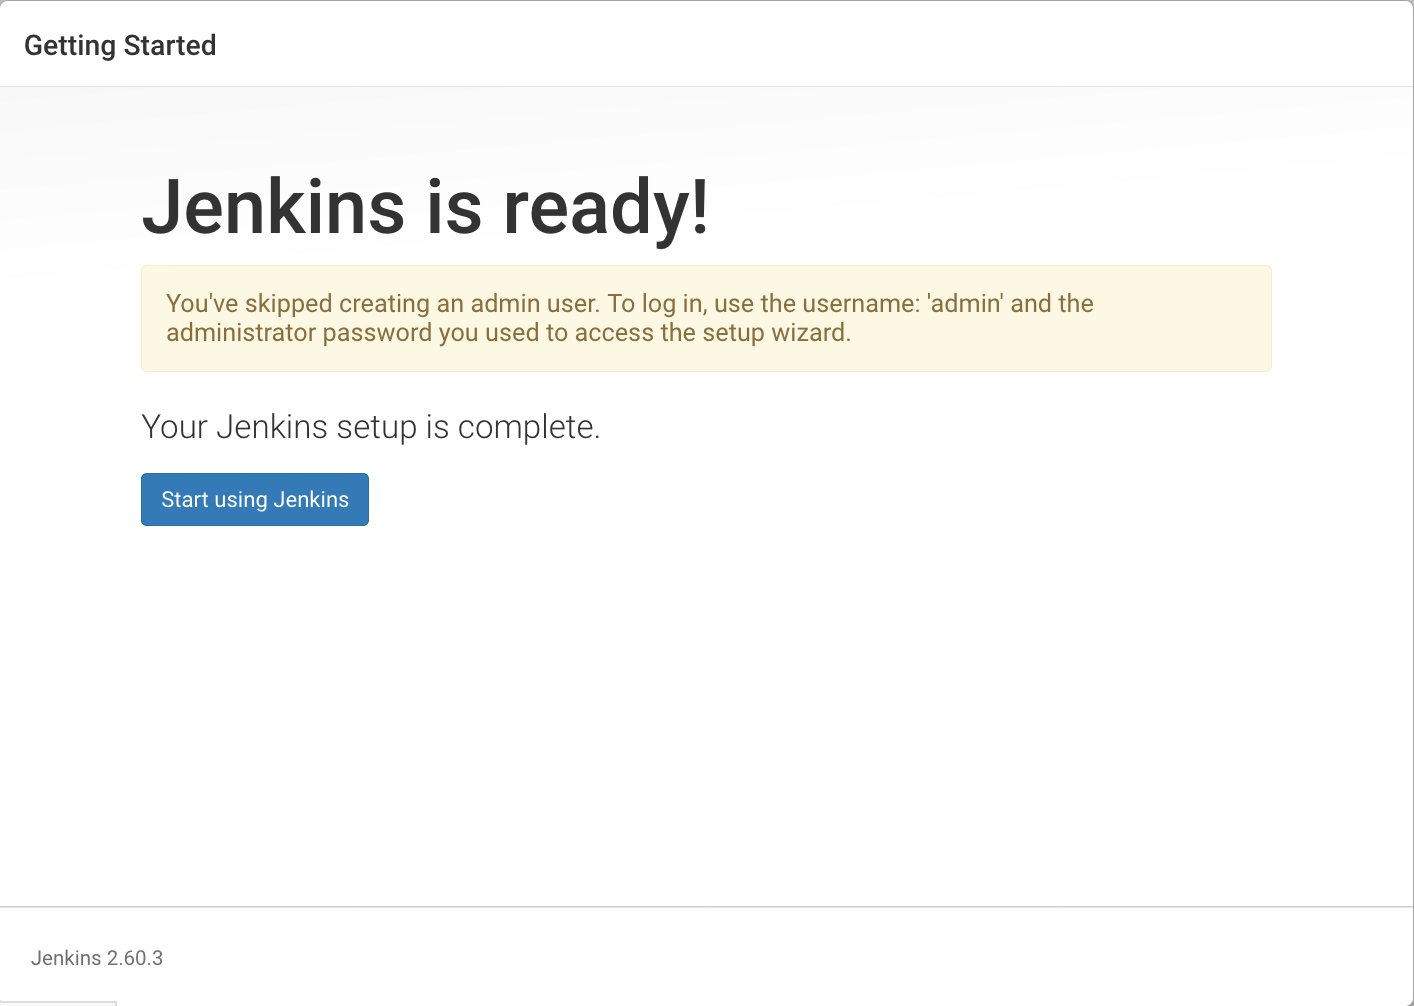 Getting Started
Jenkins is ready!
You've skipped creating an admin user. To log in, use the username: 'admin' and the
administrator password you used to access the setup wizard.
Your Jenkins setup is complete.
Start using Jenkins
Jenkins 2.60.3